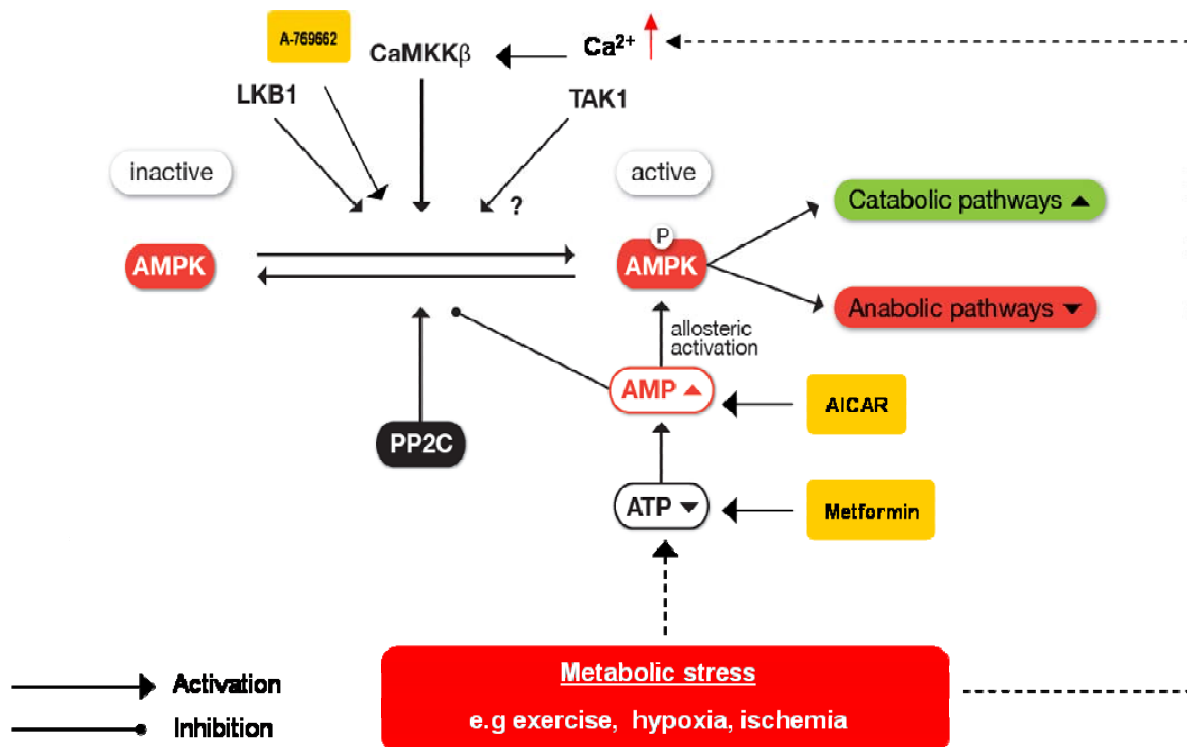 A-769662
CaMKKβ
Ca2+
LKB1
TAK1
inactive
active
?
Catabolic pathways ▲
P
AMPK
AMPK
Anabolic pathways ▼
allosteric
activation
AMP ▲
AICAR
PP2C
ATP ▼
Metformin
Metabolic stress
Activation
e.g exercise, hypoxia, ischemia
Inhibition